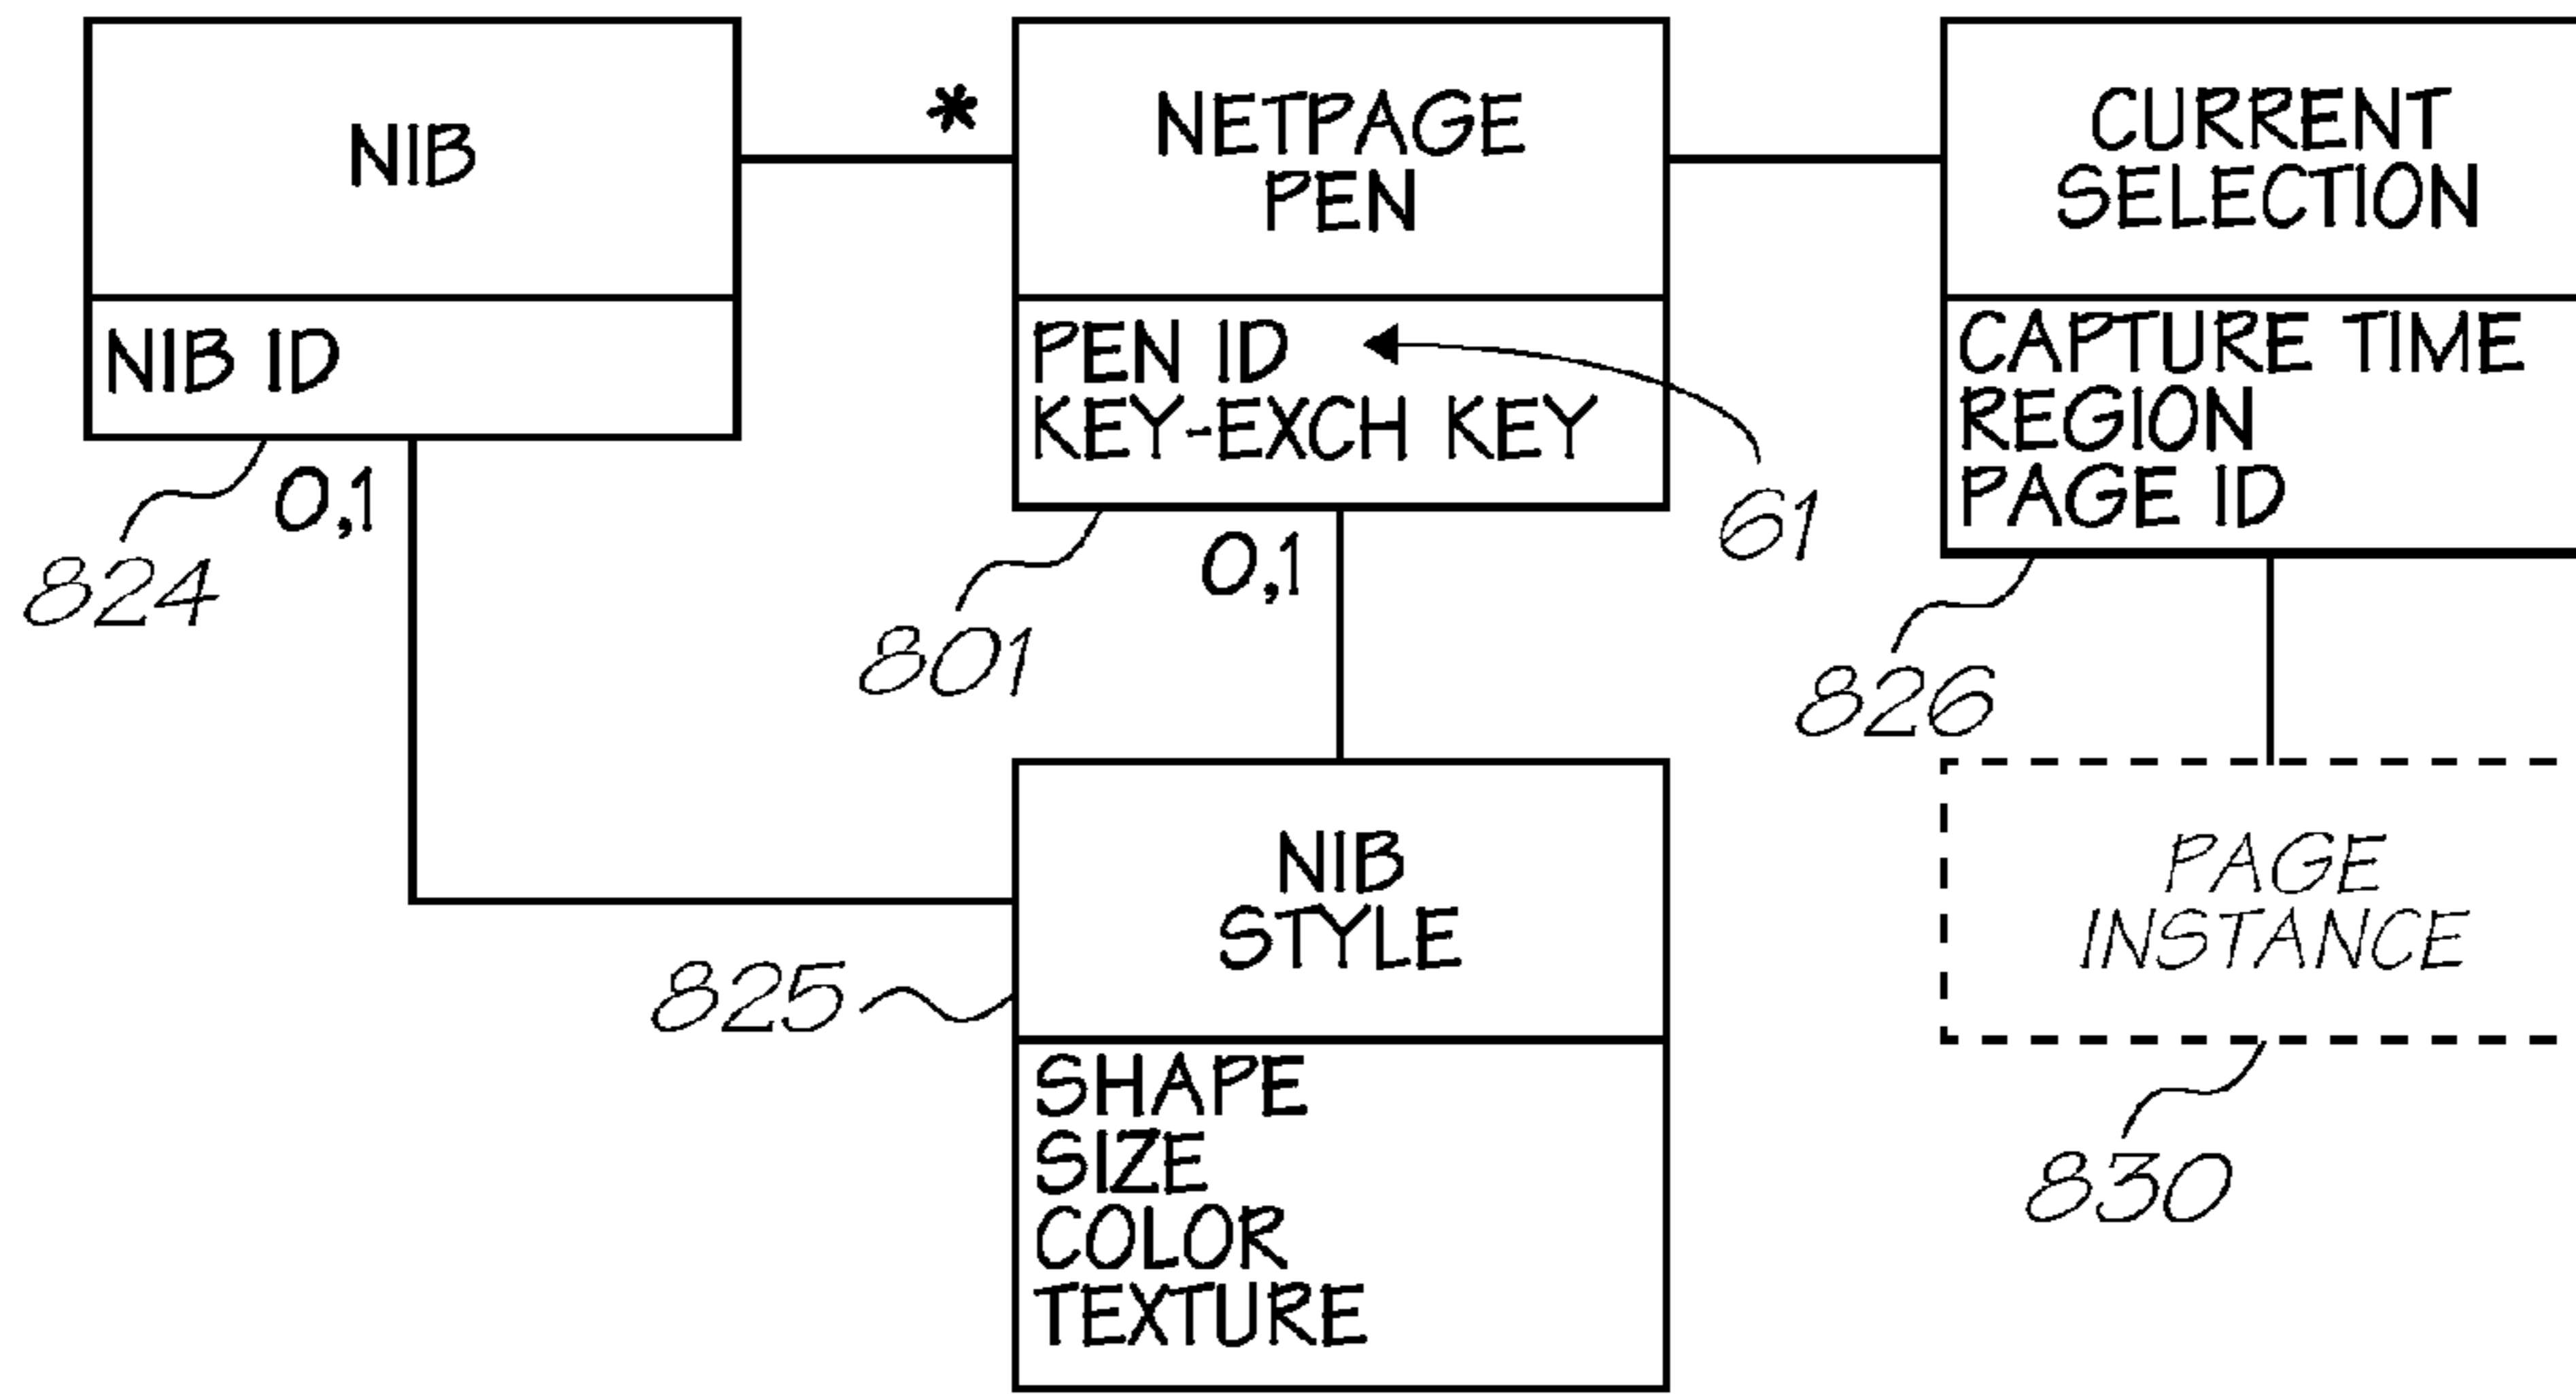 NIB
NIB ID
824
0,1
*
NETPAGE
PEN
PEN ID
KEY-EXCH KEY
61
801
0,1
CURRENT
SELECTION
CAPTURE TIME
REGION
PAGE ID
826
NIB
STYLE
825
SHAPE
SIZE
COLOR
TEXTURE
PAGE
INSTANCE
830